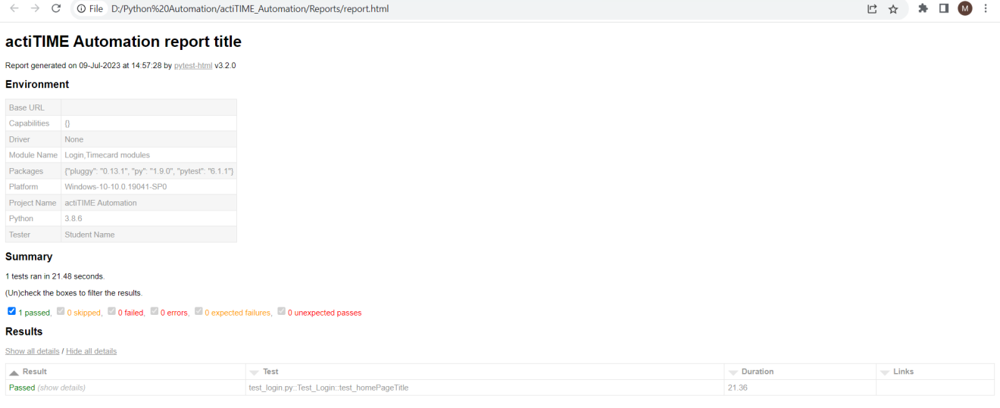 File D:/Python%20Automation/actiTIME_Automation/Reports/report.html
M
actiTIME Automation report title
Report generated on 09-Jul-2023 at 14:57:28 by pytest-html v3.2.0
Environment
Base URL
Capabilities {}
Driver None
Module Name Login,Timecard modules
Packages {"pluggy": "0.13.1", "py": "1.9.0", "pytest": "6.1.1"}
Platform Windows-10-10.0.19041-SP0
Project Name actiTIME Automation
Python 3.8.6
Tester Student Name
Summary
1 tests ran in 21.48 seconds.
(Un)check the boxes to filter the results.
1 passed, 0 skipped, 0 failed, 0 errors, 0 expected failures, 0 unexpected passes
Results
Show all details / Hide all details
Result Test Duration Links
Passed (show details) test_login.py::Test_Login::test_homePageTitle 21.36